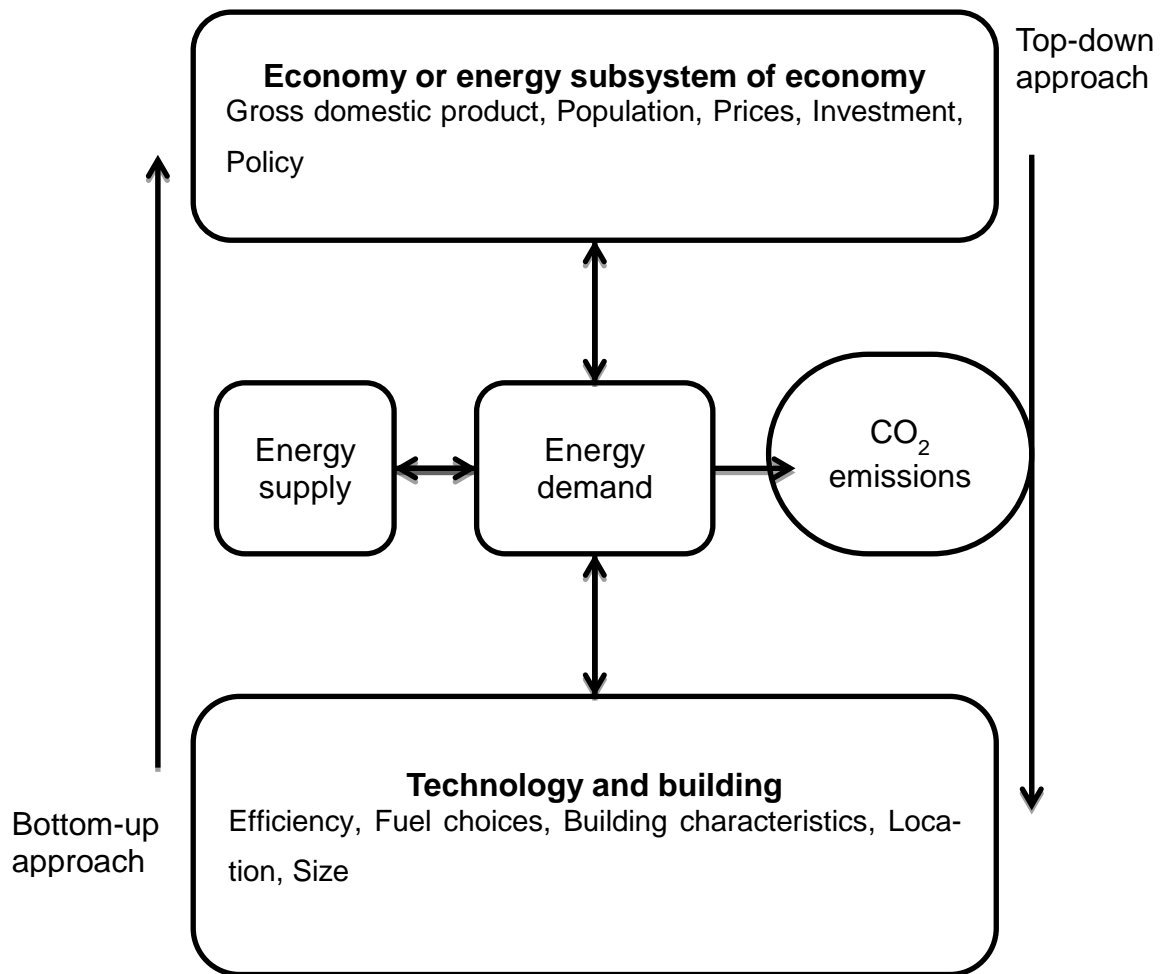 Top-down
approach
Economy or energy subsystem of economy
Gross domestic product, Population, Prices, Investment,
Policy
Energy
supply
Energy
demand
CO₂
emissions
Technology and building
Efficiency, Fuel choices, Building characteristics, Loca-
tion, Size
Bottom-up
approach